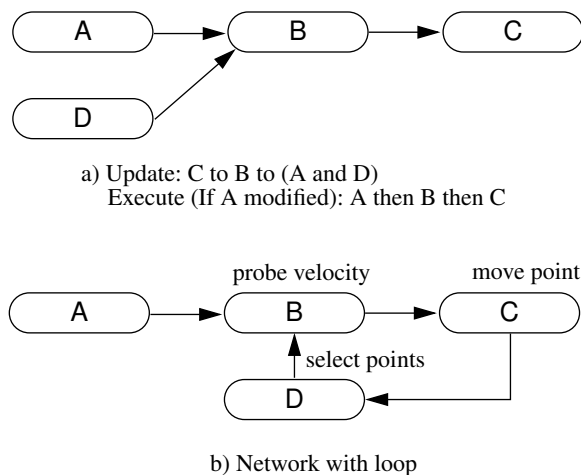 A B C
D
a) Update: C to B to (A and D)
Execute (If A modified): A then B then C
probe velocity move point
A B C
select points
D
b) Network with loop